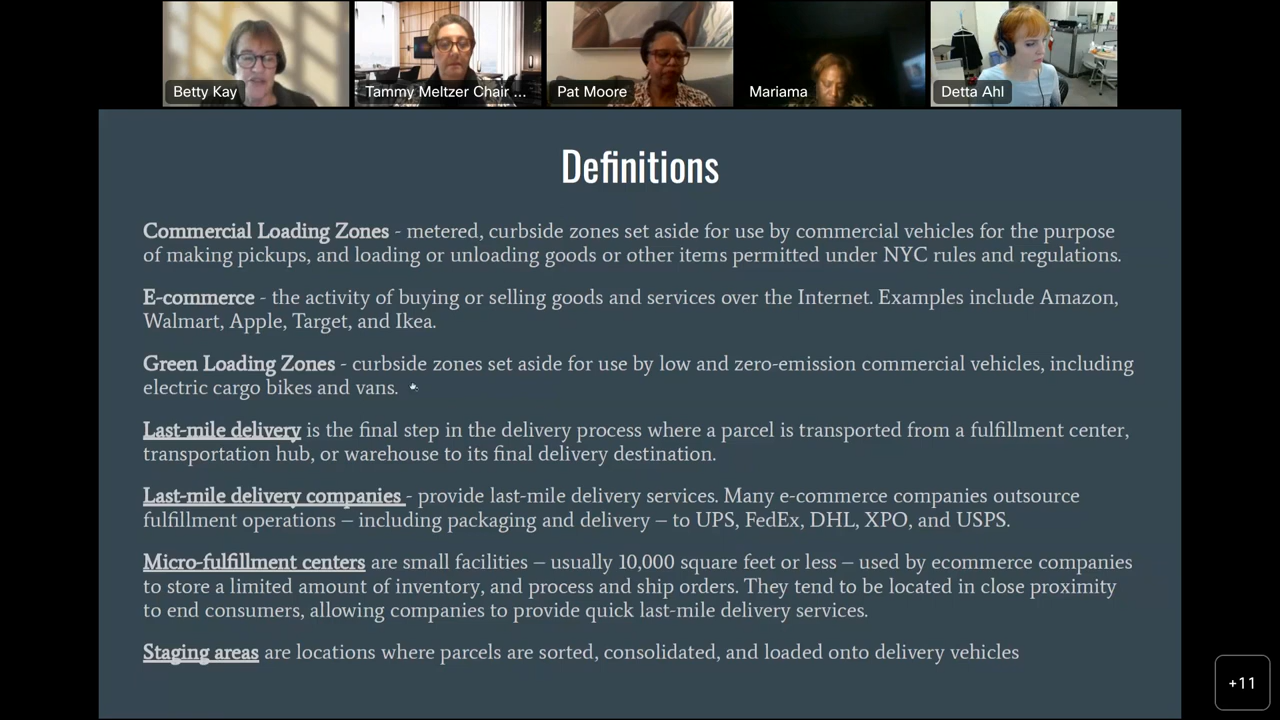 Betty Kay
Tammy Meltzer Chair ...
Pat Moore
Mariama
Detta Ahl
Definitions
Commercial Loading Zones - metered, curbside zones set aside for use by commercial vehicles for the purpose
of making pickups, and loading or unloading goods or other items permitted under NYC rules and regulations.
E-commerce - the activity of buying or selling goods and services over the Internet. Examples include Amazon,
Walmart, Apple, Target, and Ikea.
Green Loading Zones - curbside zones set aside for use by low and zero-emission commercial vehicles, including
electric cargo bikes and vans.
Last-mile delivery is the final step in the delivery process where a parcel is transported from a fulfillment center,
transportation hub, or warehouse to its final delivery destination.
Last-mile delivery companies - provide last-mile delivery services. Many e-commerce companies outsource
fulfillment operations – including packaging and delivery – to UPS, FedEx, DHL, XPO, and USPS.
Micro-fulfillment centers are small facilities – usually 10,000 square feet or less – used by ecommerce companies
to store a limited amount of inventory, and process and ship orders. They tend to be located in close proximity
to end consumers, allowing companies to provide quick last-mile delivery services.
Staging areas are locations where parcels are sorted, consolidated, and loaded onto delivery vehicles
+11